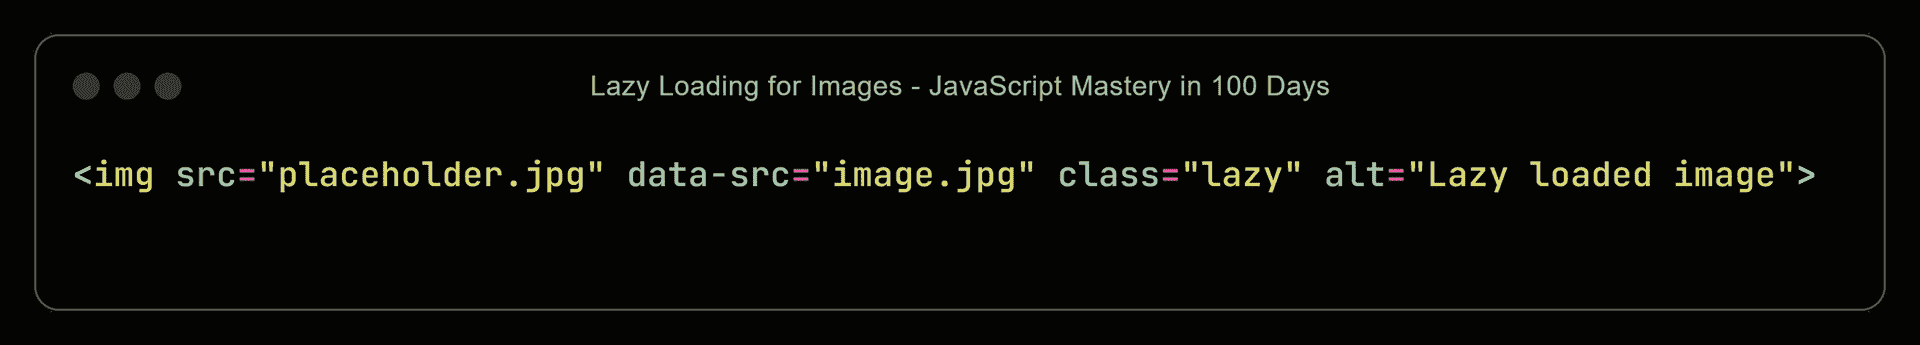 Lazy Loading for Images - JavaScript Mastery in 100 Days
<img src="placeholder.jpg" data-src="image.jpg" class="lazy" alt="Lazy loaded image">